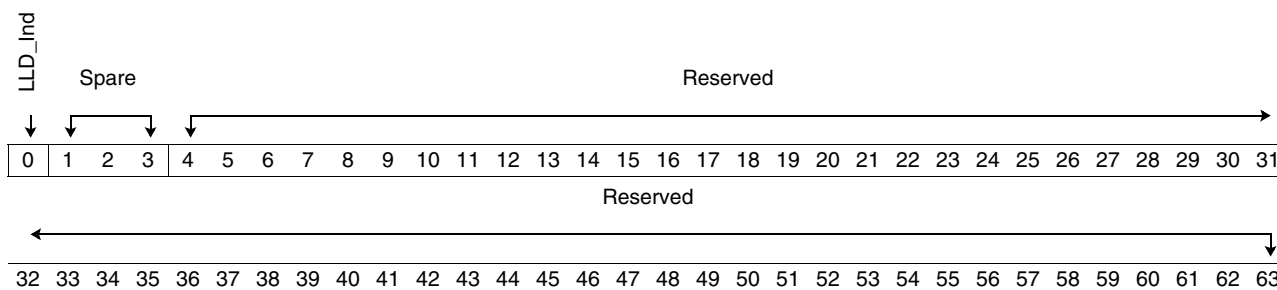 LLD_Ind
Spare
Reserved
0 1 2 3 4 5 6 7 8 9 10 11 12 13 14 15 16 17 18 19 20 21 22 23 24 25 26 27 28 29 30 31
Reserved
32 33 34 35 36 37 38 39 40 41 42 43 44 45 46 47 48 49 50 51 52 53 54 55 56 57 58 59 60 61 62 63